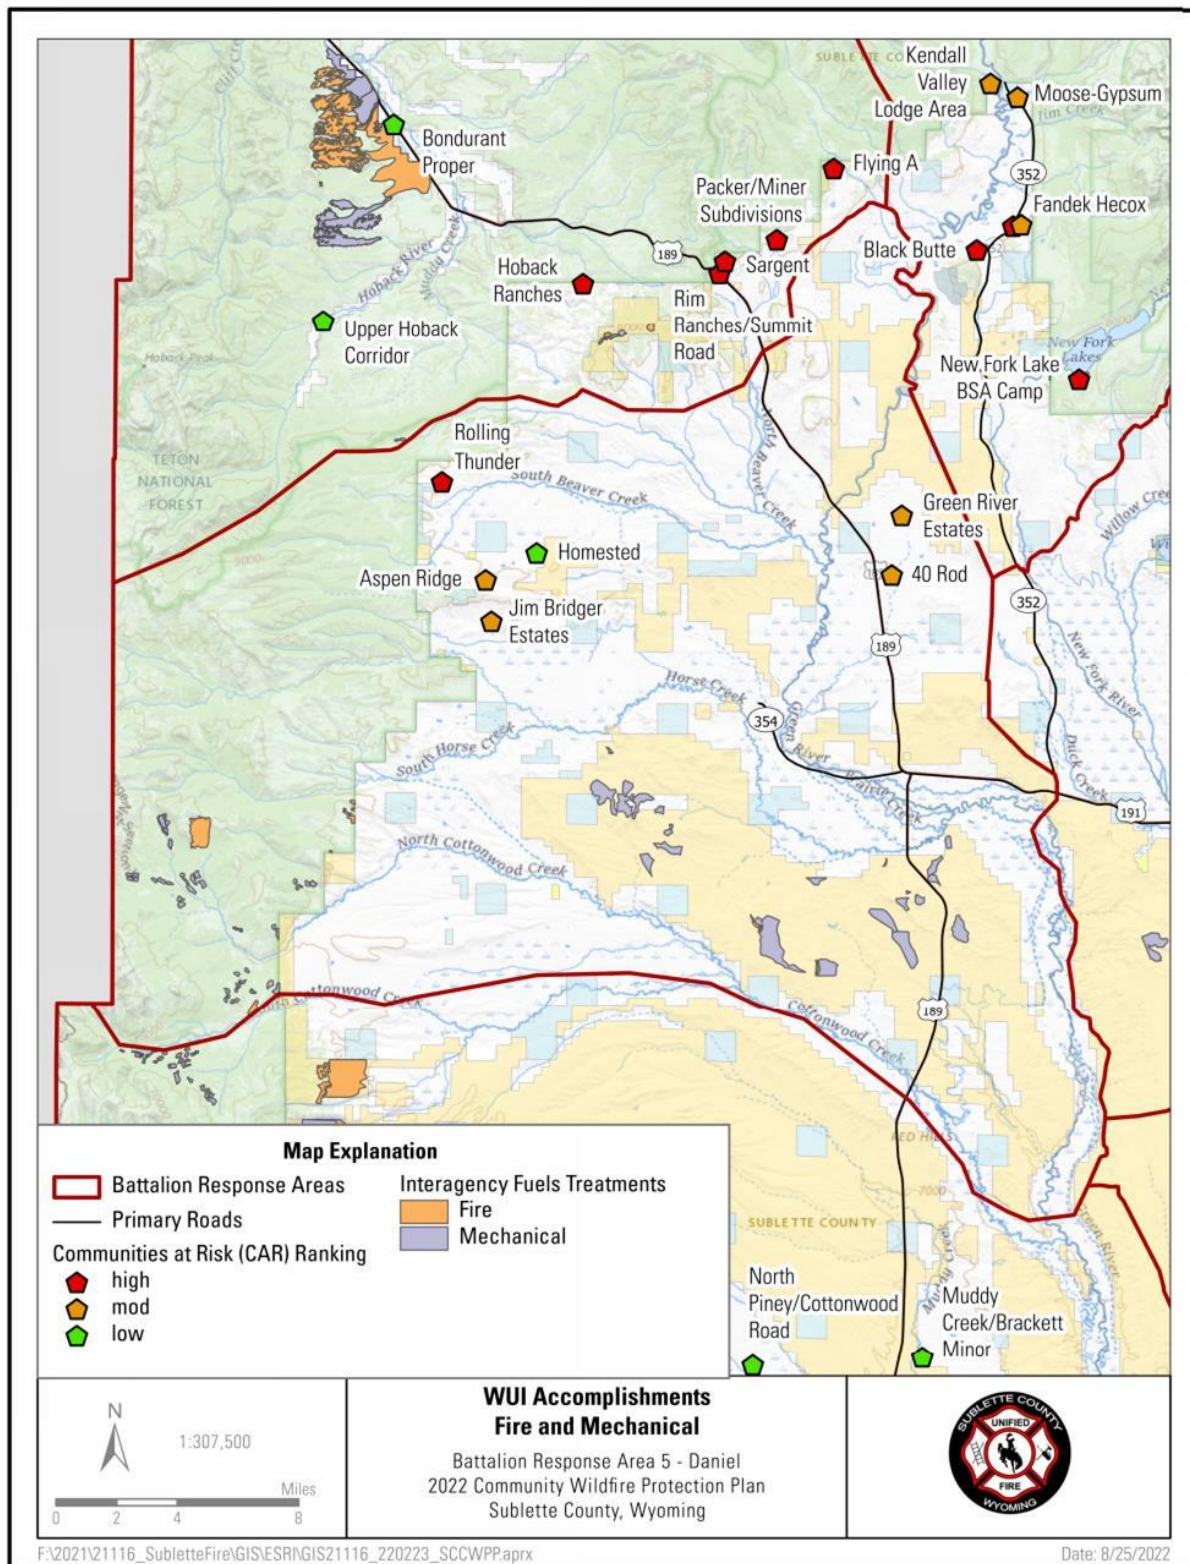 SUBLETTE CO
Kendall
Valley
Lodge Area
Moose-Gypsum
Jim Creek
Cliff Cree
Bondurant
Proper
Flying A
352
Packer/Miner
Subdivisions
Fandek Hecox
189
Sargent
Black Butte
Hoback River
Muddy Creek
Hoback
Ranches
Rim
Ranches/Summit
Road
Upper Hoback
Corridor
Hoback Peak
New Fork
Lakes
New Fork Lake
BSA Camp
Rolling
Thunder
TETON
NATIONAL
FOREST
South Beaver Creek
North Beaver Creek
Green River
Estates
Willow Cree
Homested
Aspen Ridge
40 Rod
Jim Bridger
Estates
352
189
New Fork River
Horse Creek
354
Green
River
Prairie Creek
Duck Creek
South Horse Creek
191
North Cottonwood Creek
South Cottonwood Creek
Cottonwood Creek
189
RED HILLS
7000
SUBLETTE COUNTY
Green River
Muddy Creek
North
Piney/Cottonwood
Road
Muddy
Creek/Brackett
Minor
Map Explanation
Battalion Response Areas
Primary Roads
Communities at Risk (CAR) Ranking
high
mod
low
Interagency Fuels Treatments
Fire
Mechanical
N
1:307,500
Miles
0 2 4 8
WUI Accomplishments
Fire and Mechanical
Battalion Response Area 5 - Daniel
2022 Community Wildfire Protection Plan
Sublette County, Wyoming
SUBLETTE COUNTY
UNIFIED
FIRE
WYOMING
F:\2021\21116_SubletteFire\GIS\ESRI\GIS21116_220223_SCCWPP.aprx
Date: 8/25/2022